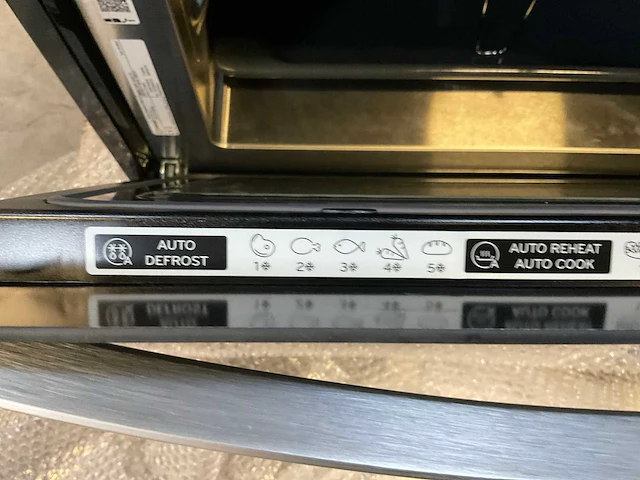 AUTO
DEFROST
1 2 3 4 5
AUTO REHEAT
AUTO COOK